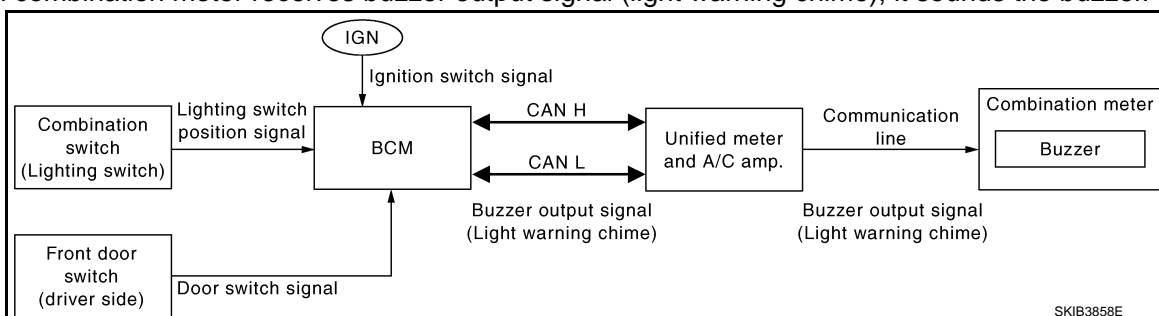 combination meter receives buzzer output signal (light warning chime), it sounds the buzzer.
IGN
Ignition switch signal
Combination
switch
(Lighting switch)
Lighting switch
position signal
BCM
CAN H
CAN L
Buzzer output signal
(Light warning chime)
Unified meter
and A/C amp.
Communication
line
Buzzer output signal
(Light warning chime)
Combination meter
Buzzer
Front door
switch
(driver side)
Door switch signal
SKIB3858E